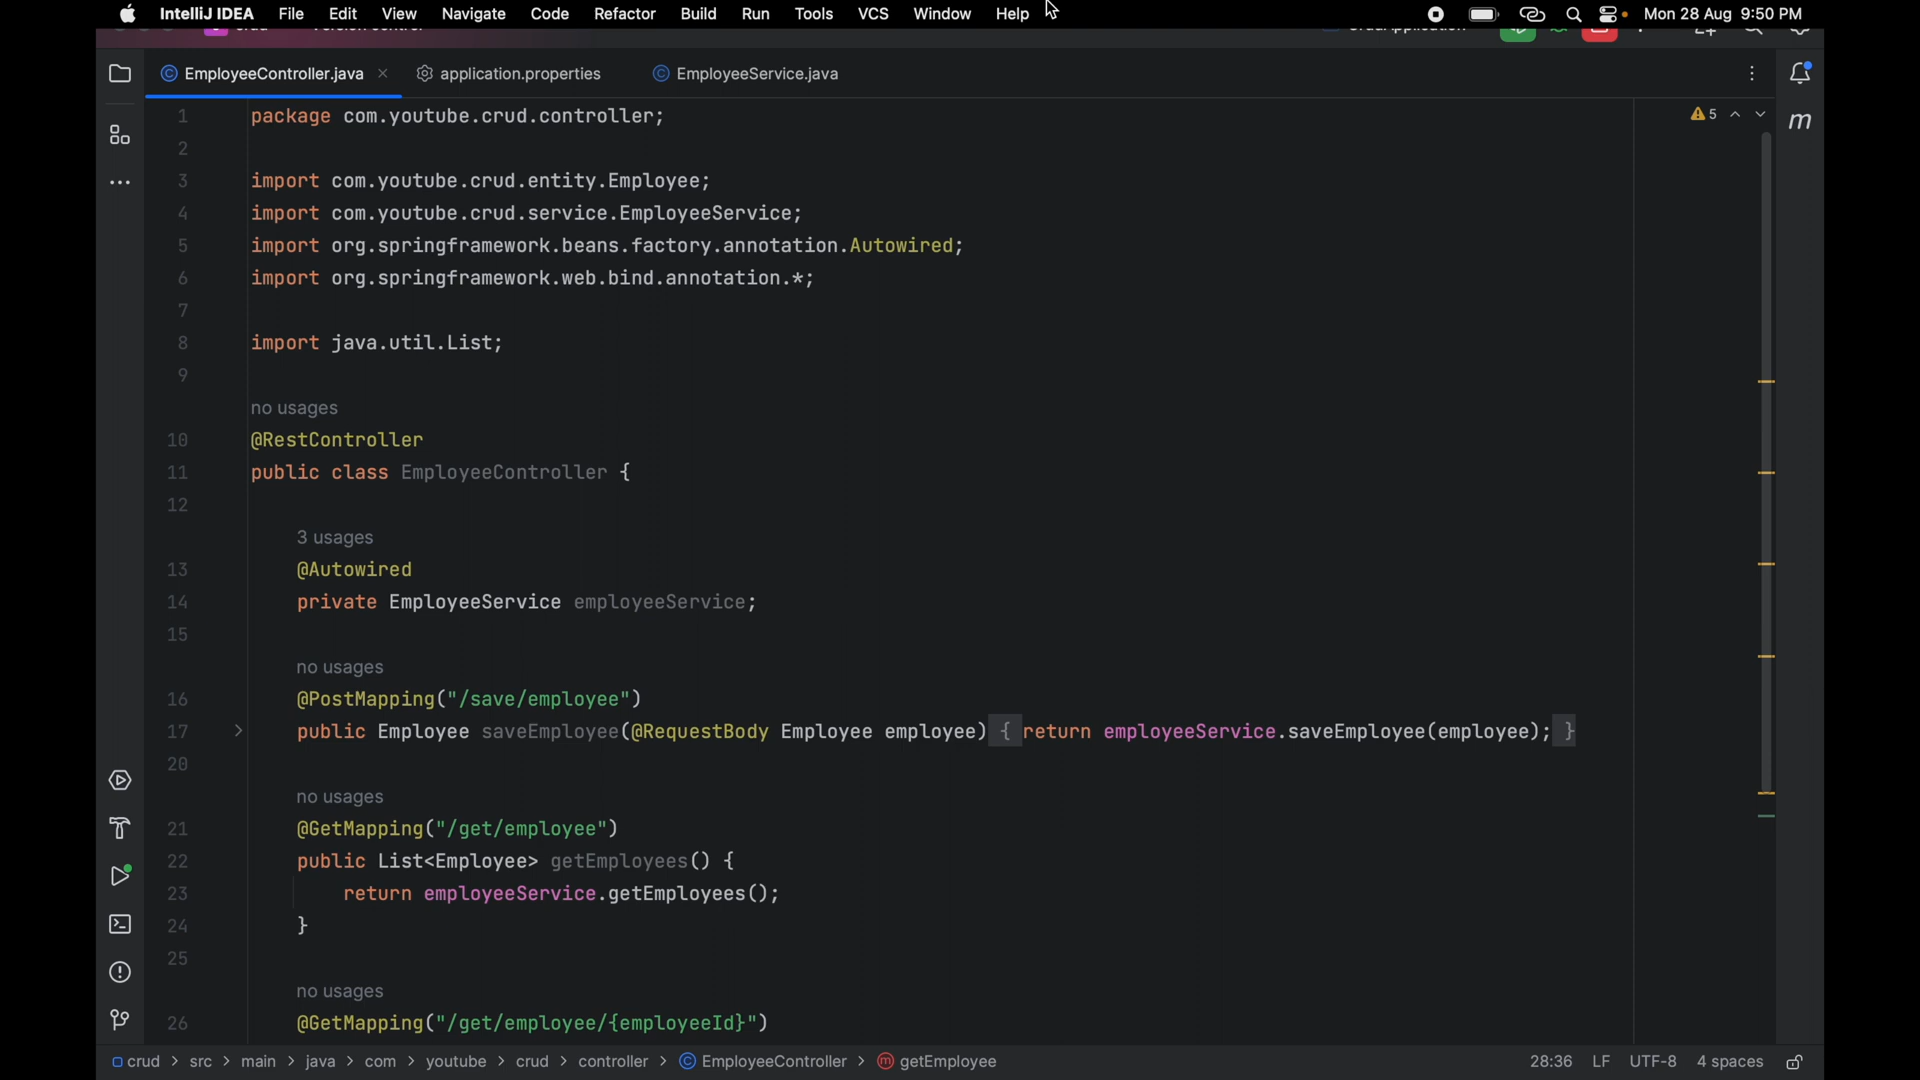 IntelliJ IDEA File Edit View Navigate Code Refactor Build Run Tools VCS Window Help Mon 28 Aug 9:50 PM
EmployeeController.java application.properties EmployeeService.java
5
m
1 package com.youtube.crud.controller;
2
3 import com.youtube.crud.entity.Employee;
4 import com.youtube.crud.service.EmployeeService;
5 import org.springframework.beans.factory.annotation.Autowired;
6 import org.springframework.web.bind.annotation.*;
7
8 import java.util.List;
9
no usages
10 @RestController
11 public class EmployeeController {
12
3 usages
13 @Autowired
14 private EmployeeService employeeService;
15
no usages
16 @PostMapping("/save/employee")
17 public Employee saveEmployee(@RequestBody Employee employee) { return employeeService.saveEmployee(employee); }
20
no usages
21 @GetMapping("/get/employee")
22 public List<Employee> getEmployees() {
23 return employeeService.getEmployees();
24 }
25
no usages
26 @GetMapping("/get/employee/{employeeId}")
crud > src > main > java > com > youtube > crud > controller > EmployeeController > getEmployee 28:36 LF UTF-8 4 spaces